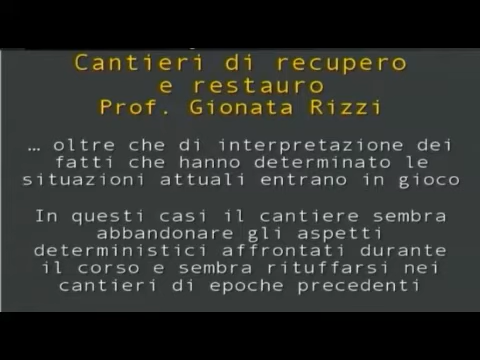 Cantieri di recupero
e restauro
Prof. Gionata Rizzi
… oltre che di interpretazione dei
fatti che hanno determinato le
situazioni attuali entrano in gioco
In questi casi il cantiere sembra
abbandonare gli aspetti
deterministici affrontati durante
il corso e sembra rituffarsi nei
cantieri di epoche precedenti